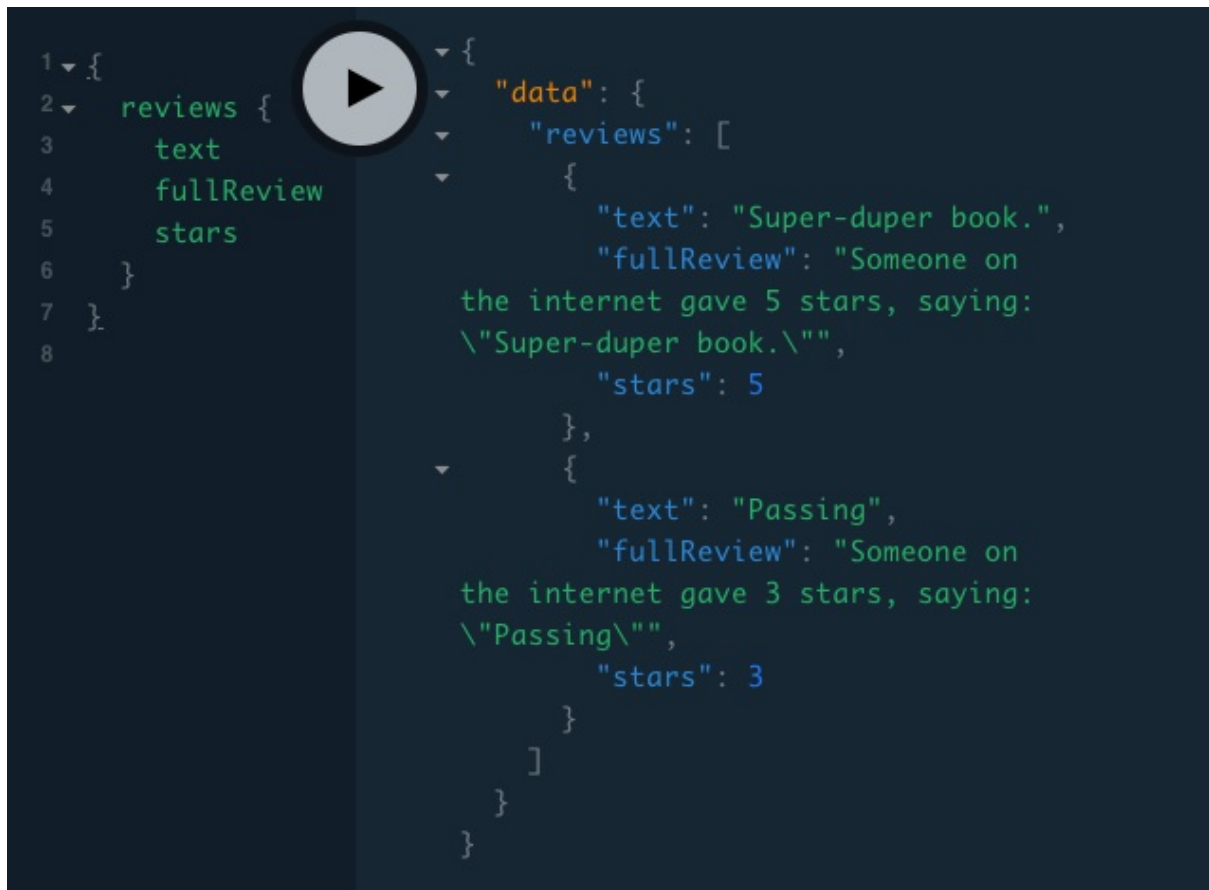 1 {
2 reviews {
3 text
4 fullReview
5 stars
6 }
7 }
8
{
"data": {
"reviews": [
{
"text": "Super-duper book.",
"fullReview": "Someone on
the internet gave 5 stars, saying:
\"Super-duper book.\"",
"stars": 5
},
{
"text": "Passing",
"fullReview": "Someone on
the internet gave 3 stars, saying:
\"Passing\"",
"stars": 3
}
]
}
}